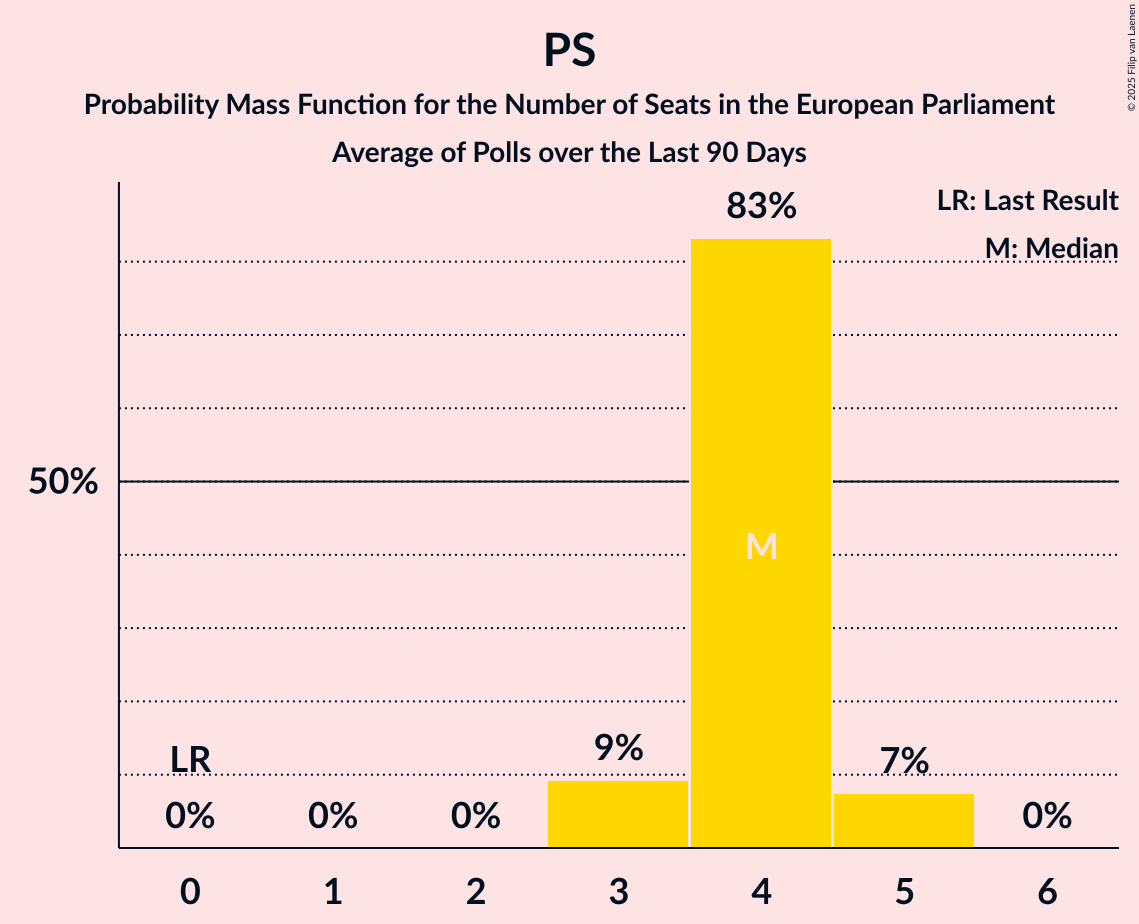 PS
Probability Mass Function for the Number of Seats in the European Parliament
Average of Polls over the Last 90 Days
© 2025 Filip van Laenen
LR: Last Result
M: Median
83%
50%
M
9%
7%
LR
0%
0%
0%
0%
0
1
2
3
4
5
6